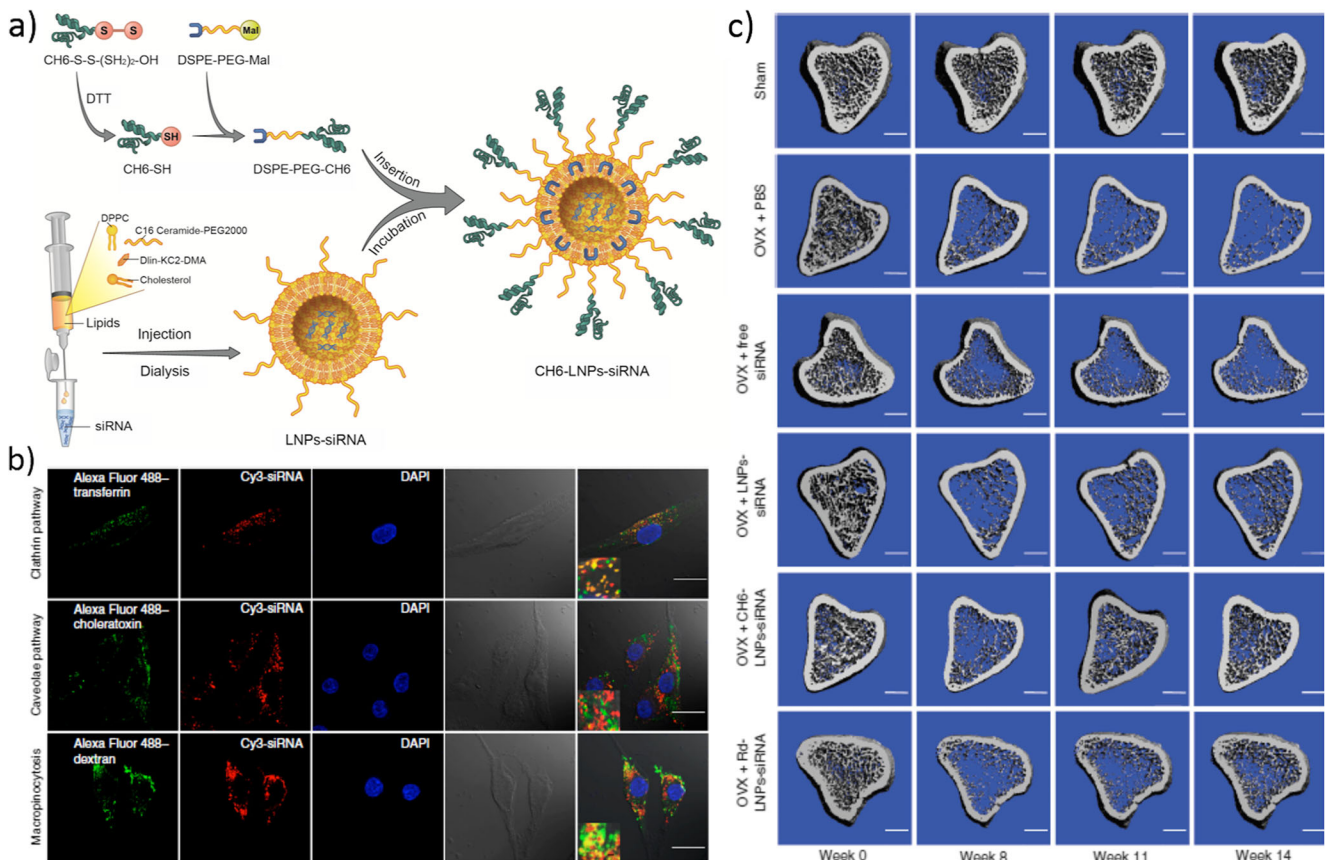 a)
S S
Mal
CH6-S-S-(SH₂)₂-OH
DSPE-PEG-Mal
DTT
SH
CH6-SH
DSPE-PEG-CH6
Insertion
Incubation
DPPC
C16 Ceramide-PEG2000
Dlin-KC2-DMA
Cholesterol
Lipids
Injection
Dialysis
siRNA
LNPs-siRNA
CH6-LNPs-siRNA
b)
Clathrin pathway
Alexa Fluor 488–
transferrin
Cy3-siRNA
DAPI
Caveolae pathway
Alexa Fluor 488–
choleratoxin
Cy3-siRNA
DAPI
Macropinocytosis
Alexa Fluor 488–
dextran
Cy3-siRNA
DAPI
c)
Sham
OVX + PBS
OVX + free
siRNA
OVX + LNPs-
siRNA
OVX + CH6-
LNPs-siRNA
OVX + Rd-
LNPs-siRNA
Week 0
Week 8
Week 11
Week 14